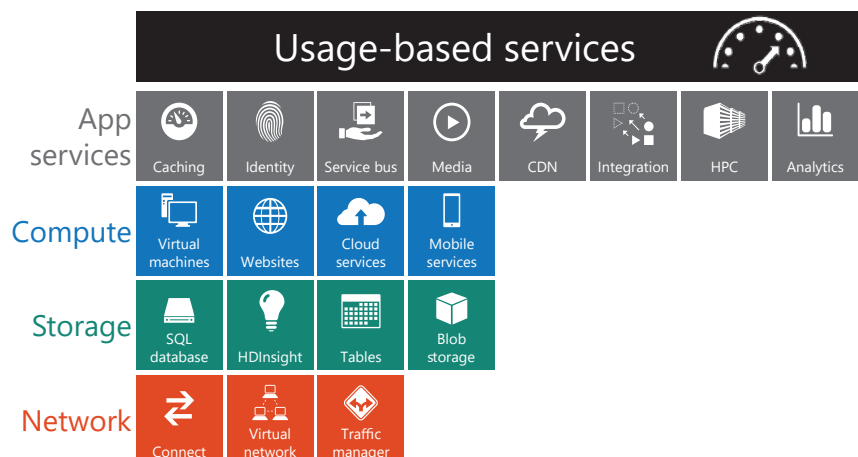 Usage-based services
App
services
Caching
Identity
Service bus
Media
CDN
Integration
HPC
Analytics
Compute
Virtual
machines
Websites
Cloud
services
Mobile
services
Storage
SQL
database
HDInsight
Tables
Blob
storage
Network
Connect
Virtual
network
Traffic
manager